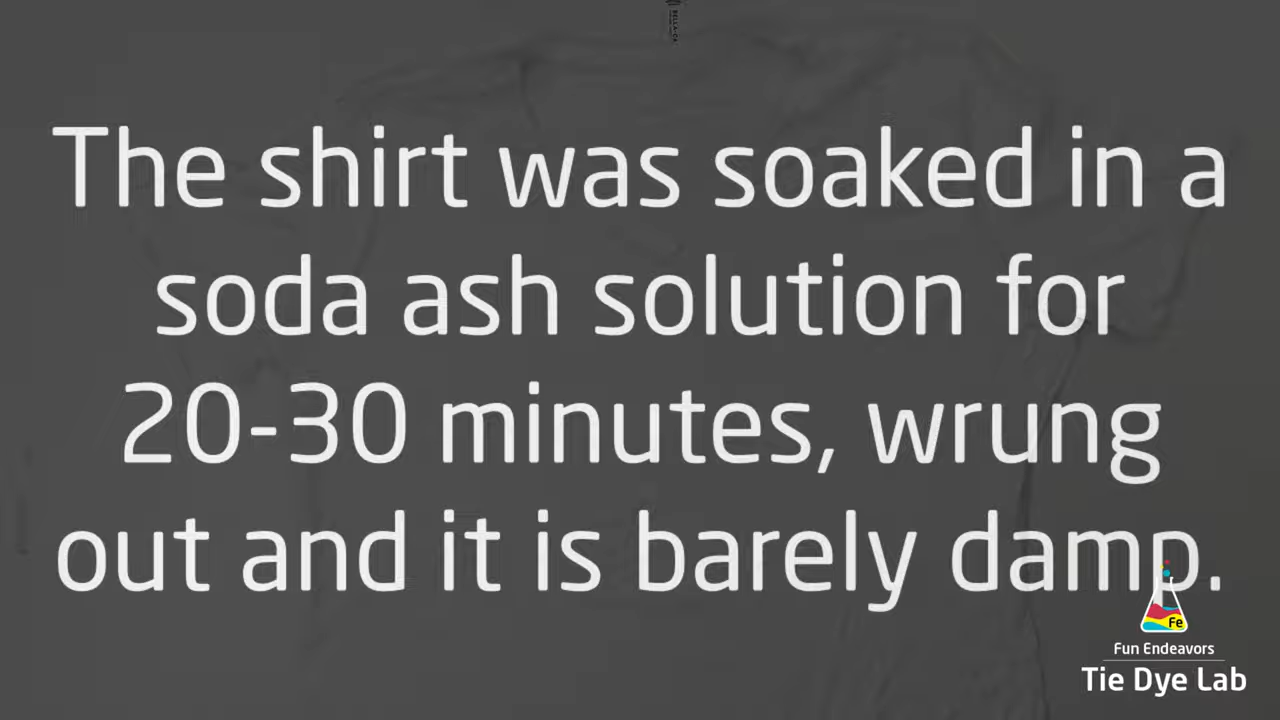 The shirt was soaked in a
soda ash solution for
20-30 minutes, wrung
out and it is barely damp.
Fe
Fun Endeavors
Tie Dye Lab